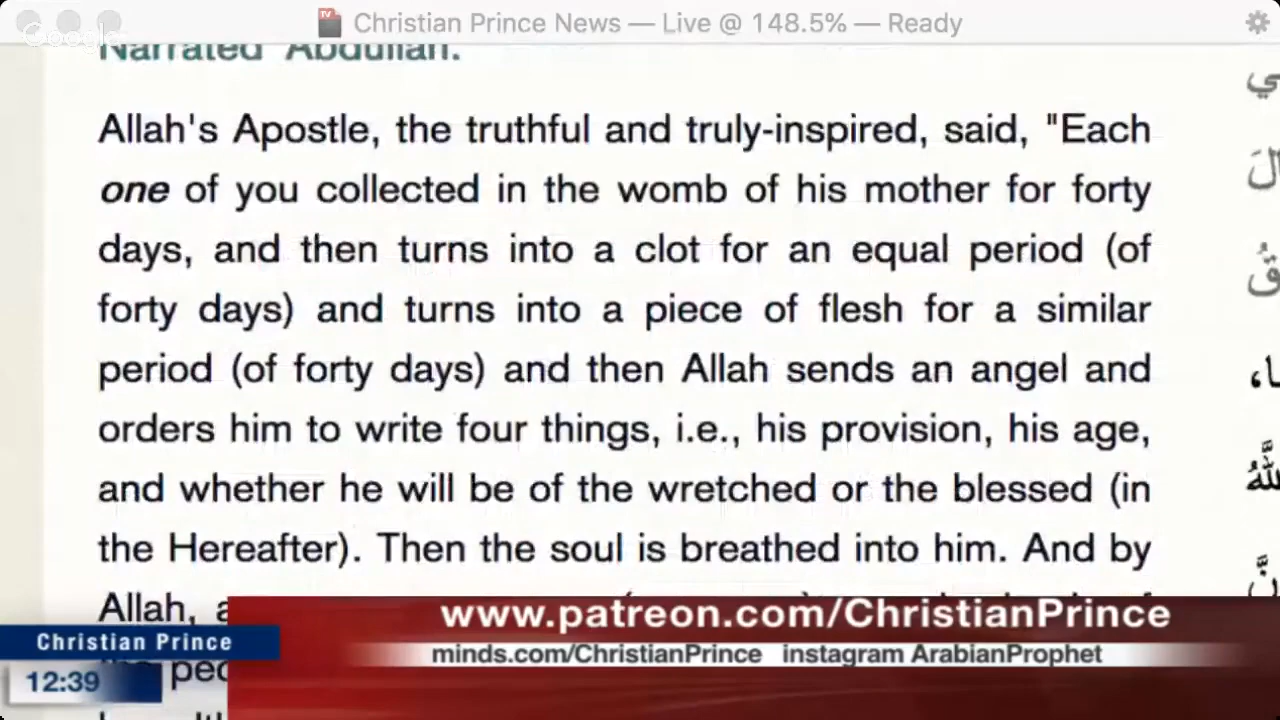 Christian Prince News — Live @ 148.5% — Ready
Google
Narrated 'Abdullah:
Allah's Apostle, the truthful and truly-inspired, said, "Each
one of you collected in the womb of his mother for forty
days, and then turns into a clot for an equal period (of
forty days) and turns into a piece of flesh for a similar
period (of forty days) and then Allah sends an angel and
orders him to write four things, i.e., his provision, his age,
and whether he will be of the wretched or the blessed (in
the Hereafter). Then the soul is breathed into him. And by
Allah,
www.patreon.com/ChristianPrince
Christian Prince
minds.com/ChristianPrince instagram ArabianProphet
12:39